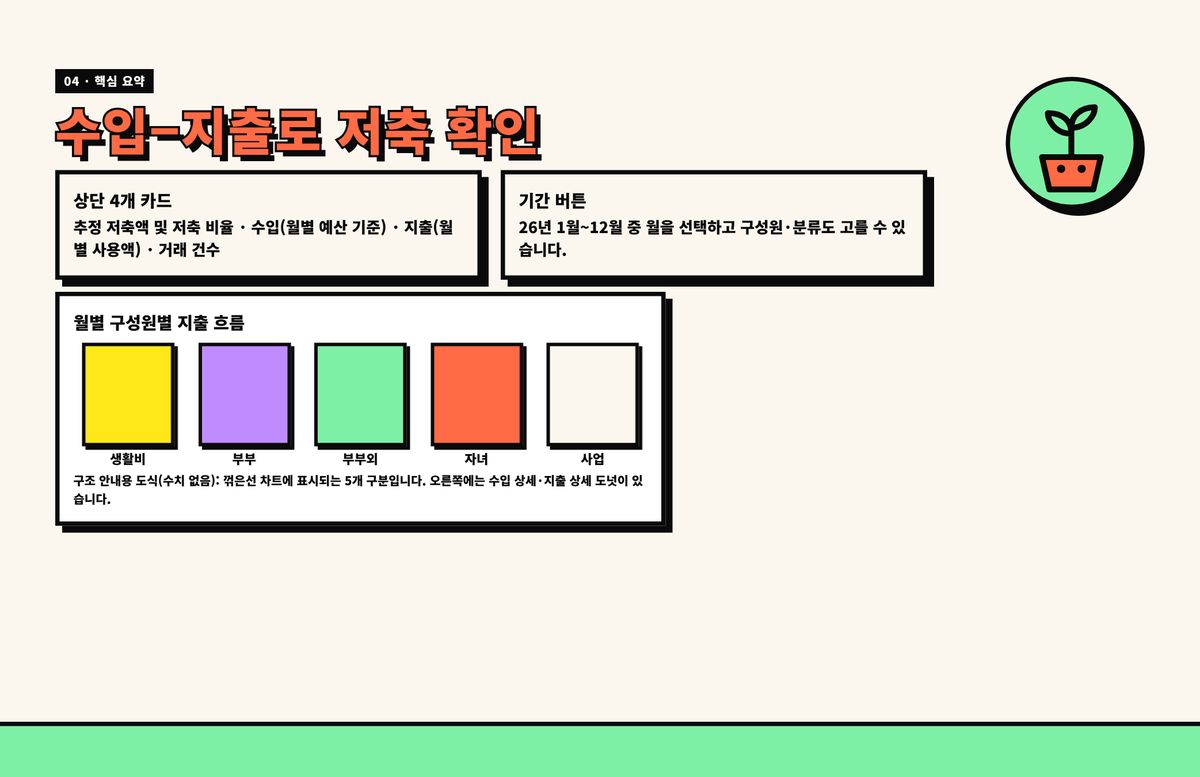 04 · 핵심 요약
수입-지출로 저축 확인
상단 4개 카드
추정 저축액 및 저축 비율 · 수입(월별 예산 기준) · 지출(월
별 사용액) · 거래 건수
기간 버튼
26년 1월~12월 중 월을 선택하고 구성원·분류도 고를 수 있
습니다.
월별 구성원별 지출 흐름
생활비
부부
부부외
자녀
사업
구조 안내용 도식(수치 없음): 꺾은선 차트에 표시되는 5개 구분입니다. 오른쪽에는 수입 상세·지출 상세 도넛이 있
습니다.